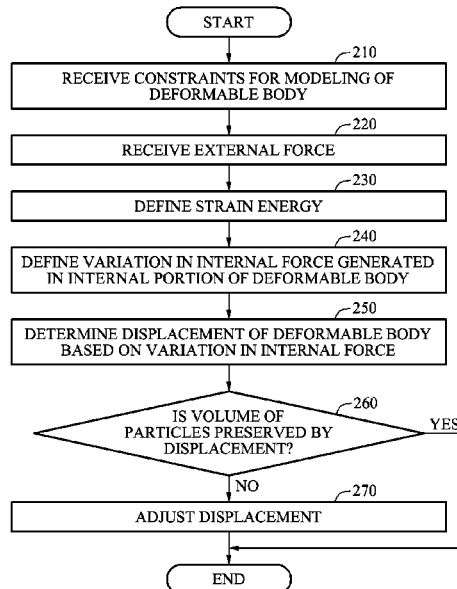 START
210
RECEIVE CONSTRAINTS FOR MODELING OF
DEFORMABLE BODY
220
RECEIVE EXTERNAL FORCE
230
DEFINE STRAIN ENERGY
240
DEFINE VARIATION IN INTERNAL FORCE GENERATED
IN INTERNAL PORTION OF DEFORMABLE BODY
250
DETERMINE DISPLACEMENT OF DEFORMABLE BODY
BASED ON VARIATION IN INTERNAL FORCE
260
IS VOLUME OF
PARTICLES PRESERVED BY
DISPLACEMENT?
YES
NO
270
ADJUST DISPLACEMENT
END